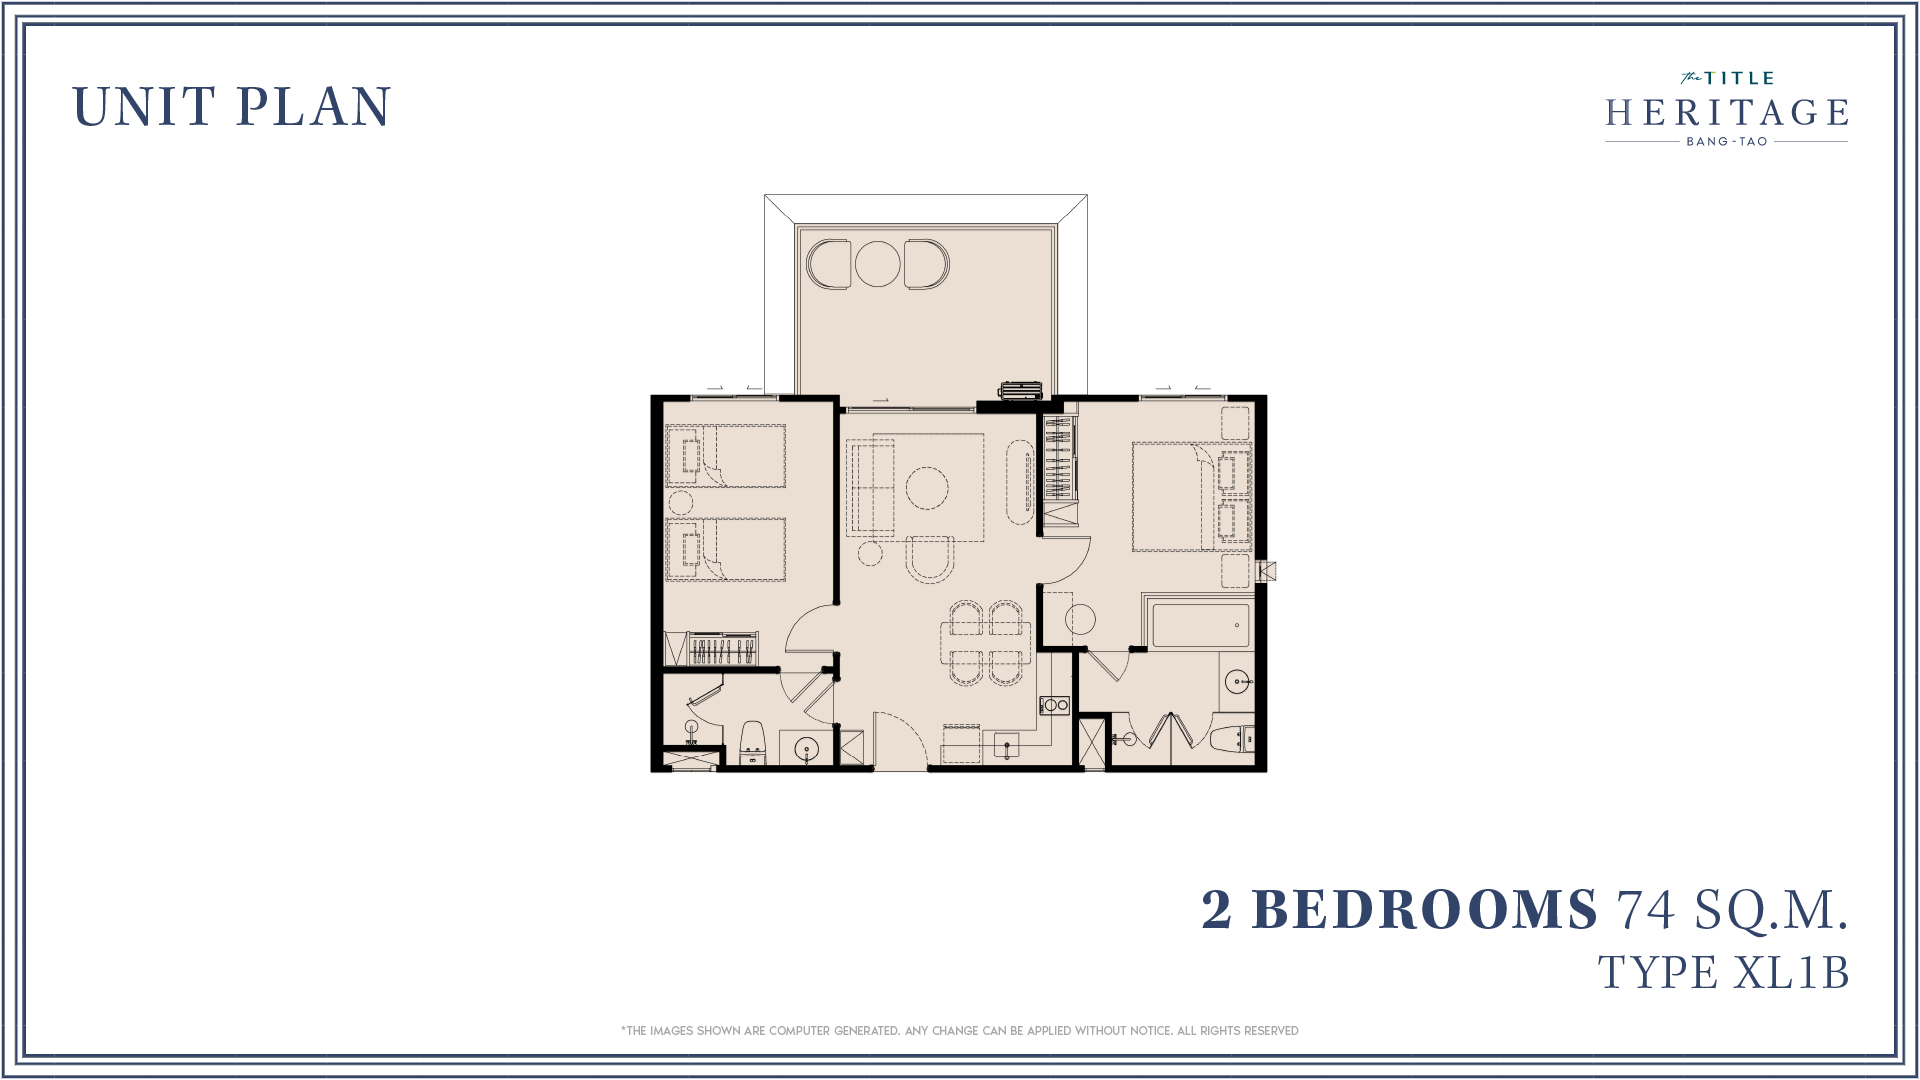 UNIT PLAN
the TITLE
HERITAGE
BANG-TAO
2 BEDROOMS 74 SQ.M.
TYPE XL1B
*THE IMAGES SHOWN ARE COMPUTER GENERATED. ANY CHANGE CAN BE APPLIED WITHOUT NOTICE. ALL RIGHTS RESERVED